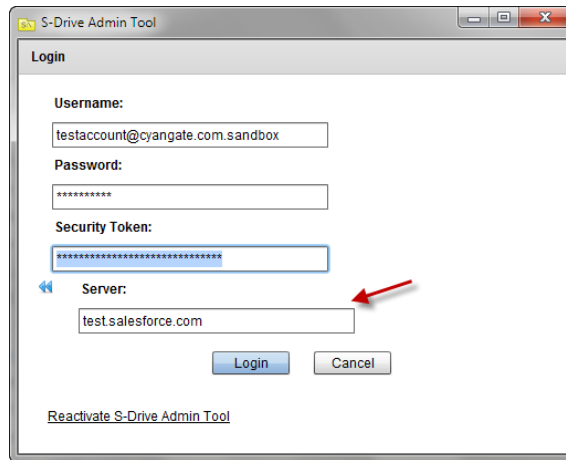 S-Drive Admin Tool
Login
Username:
testaccount@cyangate.com.sandbox
Password:
**********
Security Token:
******************************
Server:
test.salesforce.com
Login Cancel
Reactivate S-Drive Admin Tool